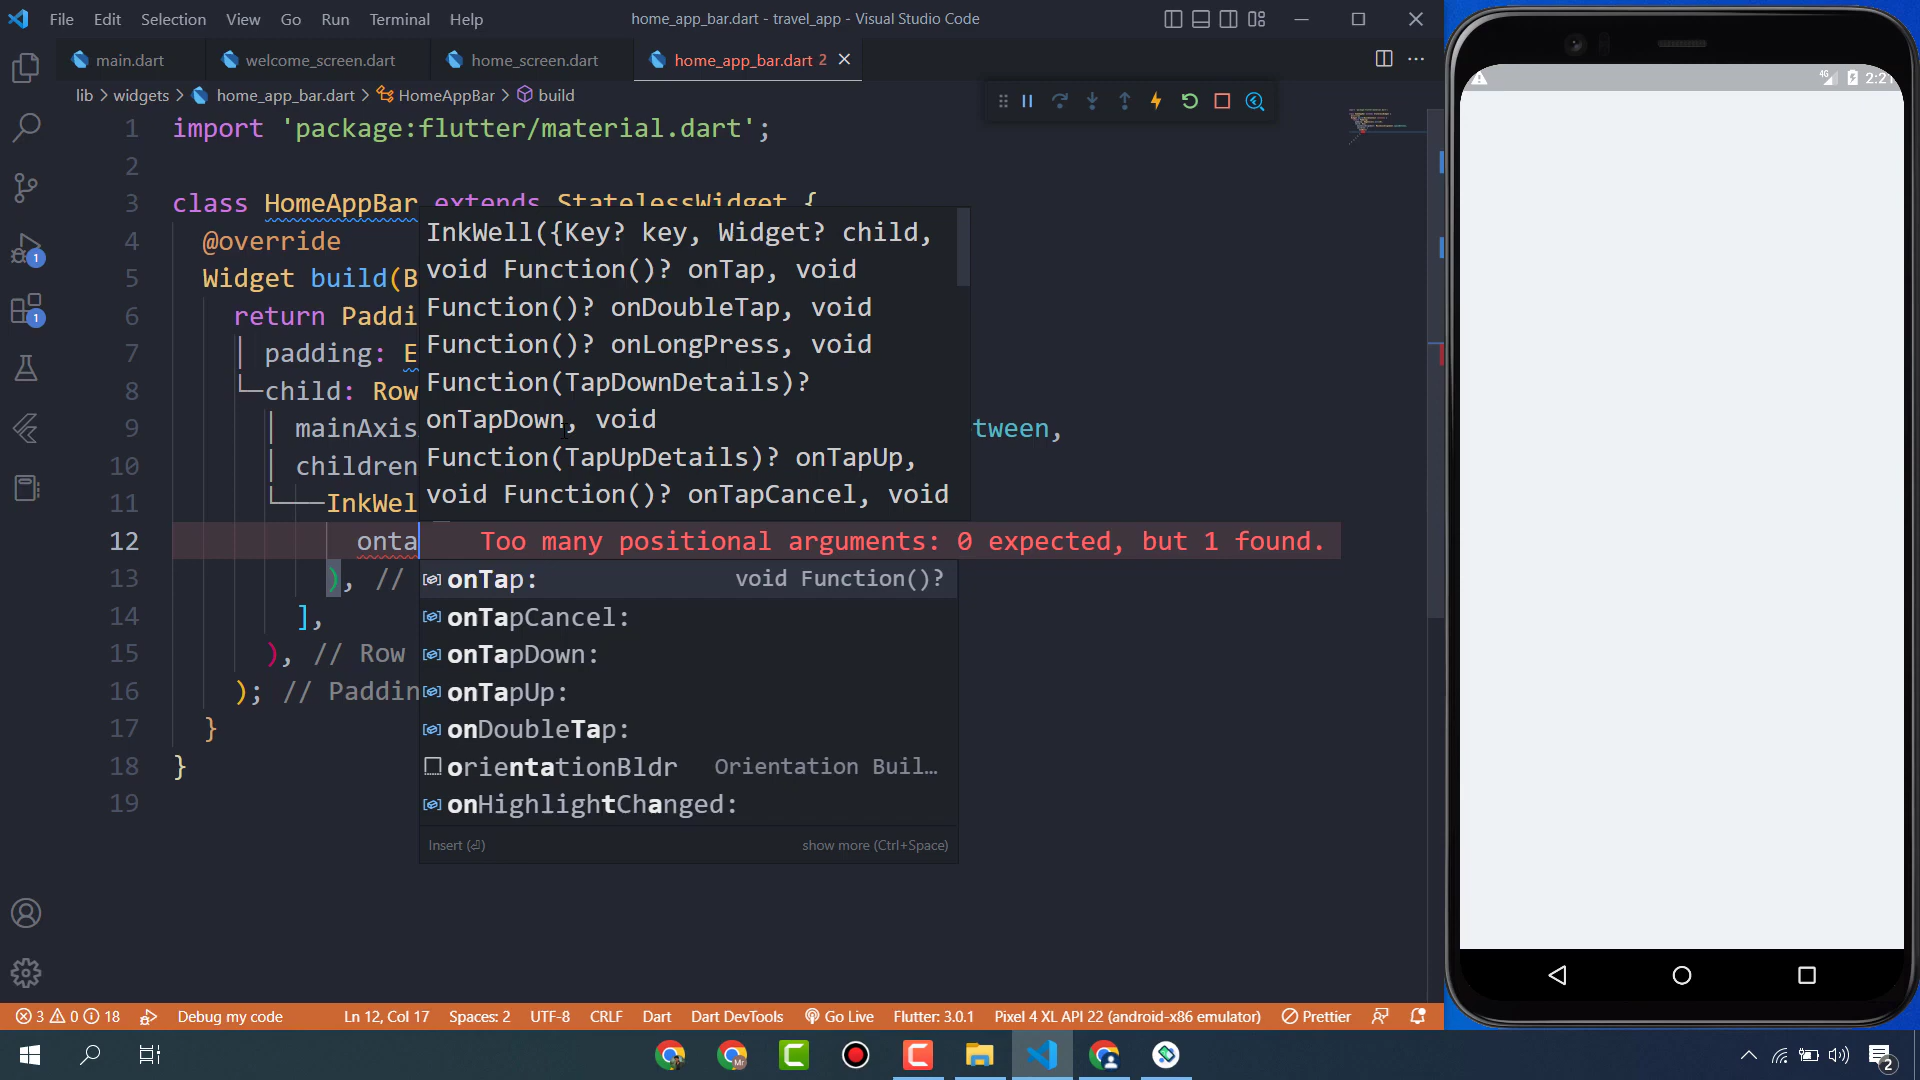 File Edit Selection View Go Run Terminal Help
home_app_bar.dart - travel_app - Visual Studio Code
main.dart
welcome_screen.dart
home_screen.dart
home_app_bar.dart 2
lib > widgets > home_app_bar.dart > HomeAppBar > build
1 import 'package:flutter/material.dart';
2
3 class HomeAppBar extends StatelessWidget {
4 @override
5 Widget build(B
6 return Paddi
7 padding: E
8 child: Row
9 mainAxis tween,
10 children
11 InkWel
12 onta Too many positional arguments: 0 expected, but 1 found.
13 ), //
14 ],
15 ), // Row
16 ); // Paddin
17 }
18 }
19
InkWell({Key? key, Widget? child,
void Function()? onTap, void
Function()? onDoubleTap, void
Function()? onLongPress, void
Function(TapDownDetails)?
onTapDown, void
Function(TapUpDetails)? onTapUp,
void Function()? onTapCancel, void
onTap: void Function()?
onTapCancel:
onTapDown:
onTapUp:
onDoubleTap:
orientationBldr Orientation Buil…
onHighlightChanged:
Insert (⏎) show more (Ctrl+Space)
1
1
4G 2:21
3 0 18 Debug my code Ln 12, Col 17 Spaces: 2 UTF-8 CRLF Dart Dart DevTools Go Live Flutter: 3.0.1 Pixel 4 XL API 22 (android-x86 emulator) Prettier
2